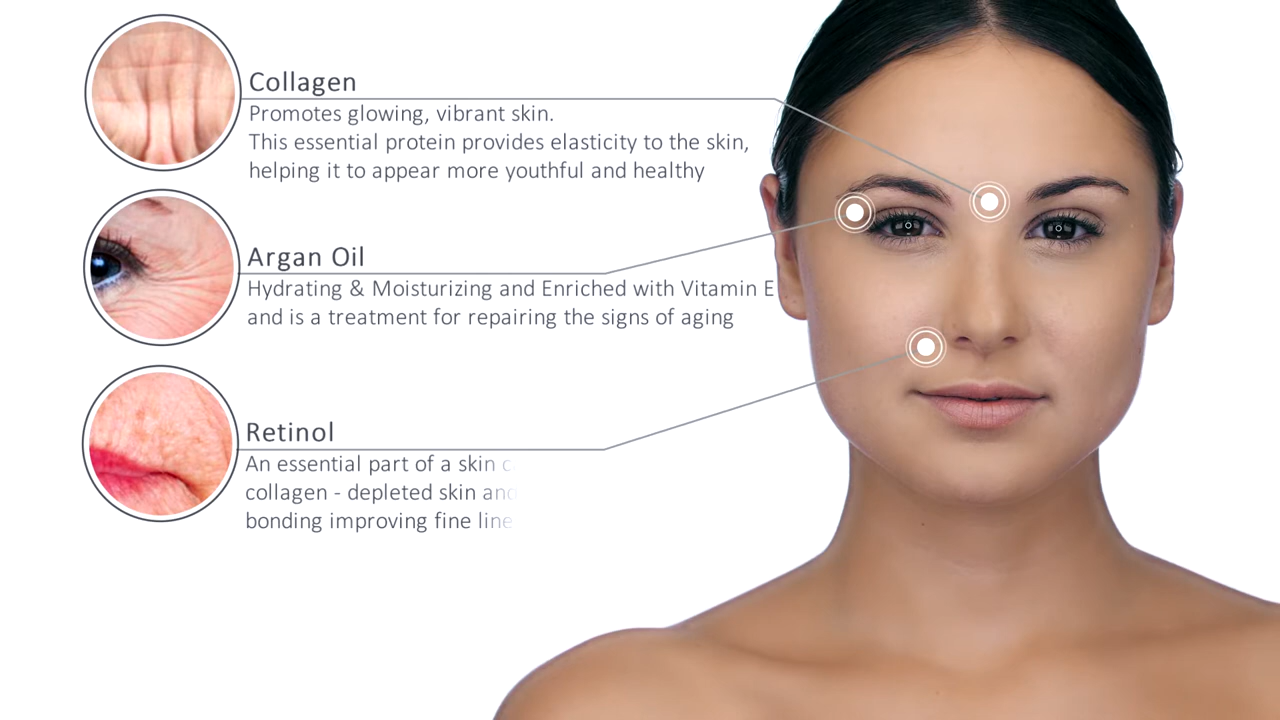 Collagen
Promotes glowing, vibrant skin.
This essential protein provides elasticity to the skin,
helping it to appear more youthful and healthy
Argan Oil
Hydrating & Moisturizing and Enriched with Vitamin E
and is a treatment for repairing the signs of aging
Retinol
An essential part of a skin
collagen - depleted skin and
bonding improving fine line